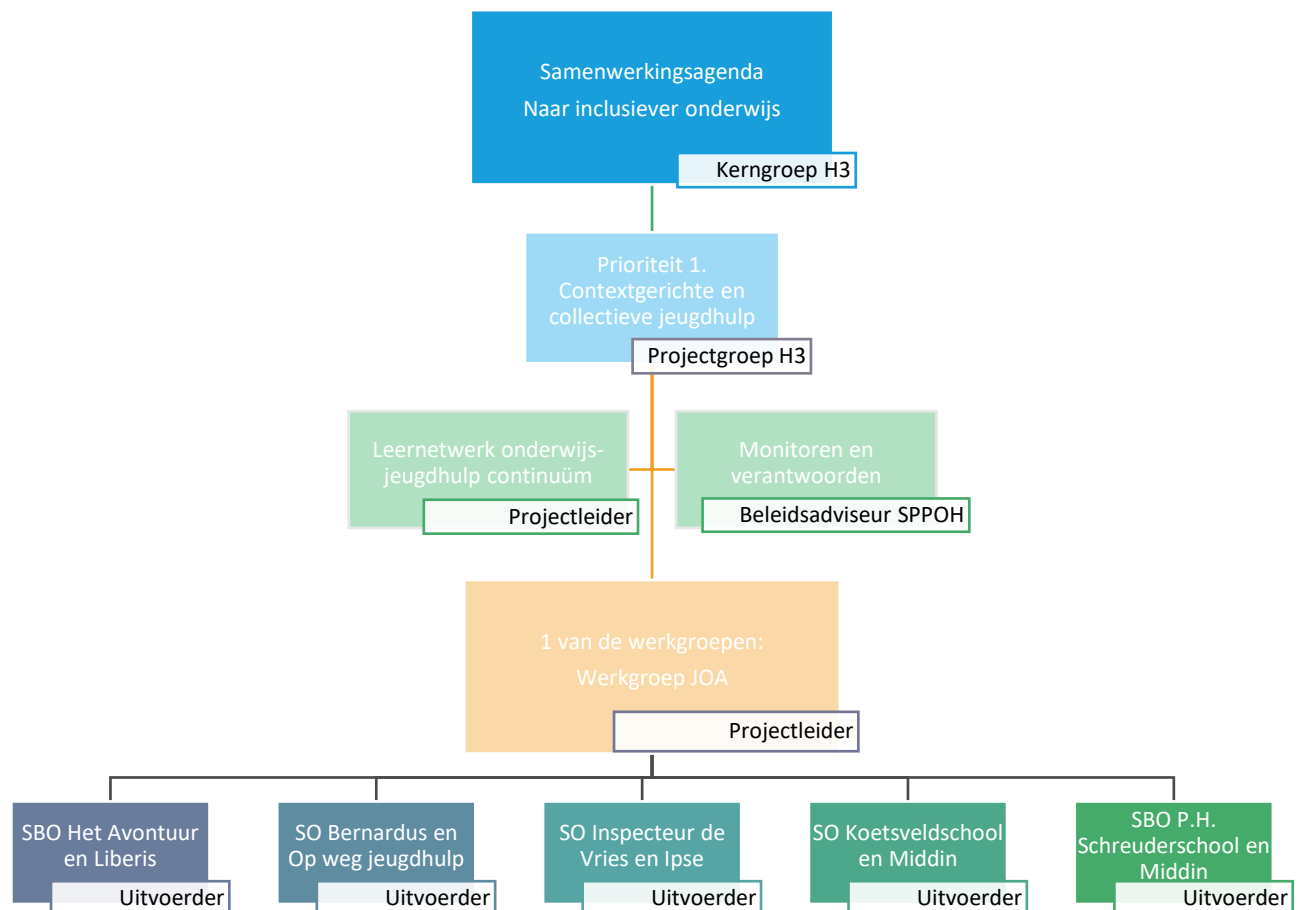 Samenwerkingsagenda
Naar inclusiever onderwijs
Kerngroep H3
Prioriteit 1.
Contextgerichte en
collectieve jeugdhulp
Projectgroep H3
Leernetwerk onderwijs-
jeugdhulp continuüm
Projectleider
Monitoren en
verantwoorden
Beleidsadviseur SPPOH
1 van de werkgroepen:
Werkgroep JOA
Projectleider
SBO Het Avontuur
en Liberis
Uitvoerder
SO Bernardus en
Op weg jeugdhulp
Uitvoerder
SO Inspecteur de
Vries en Ipse
Uitvoerder
SO Koetsveldschool
en Middin
Uitvoerder
SBO P.H.
Schreuderschool en
Middin
Uitvoerder